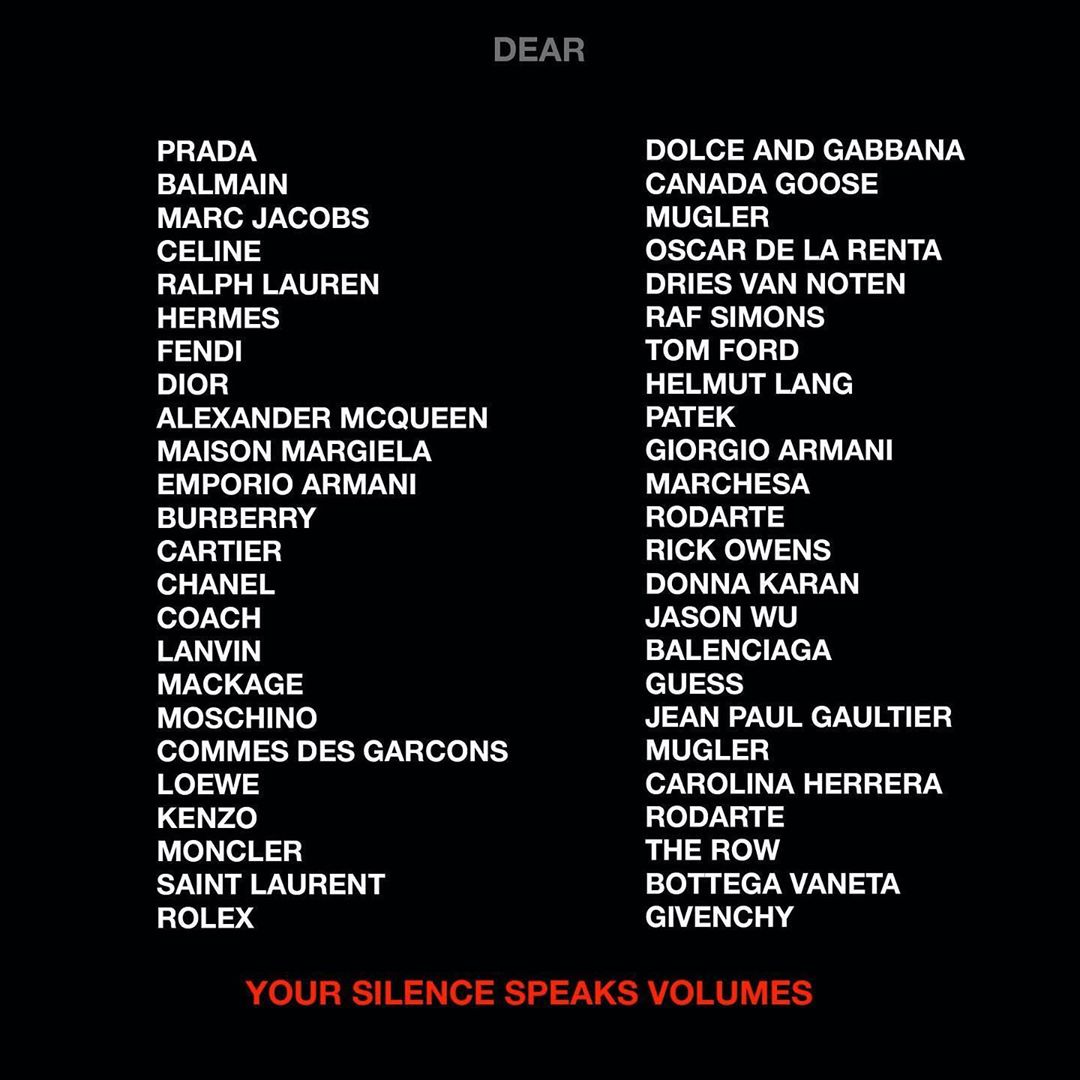 DEAR
PRADA
BALMAIN
MARC JACOBS
CELINE
RALPH LAUREN
HERMES
FENDI
DIOR
ALEXANDER MCQUEEN
MAISON MARGIELA
EMPORIO ARMANI
BURBERRY
CARTIER
CHANEL
COACH
LANVIN
MACKAGE
MOSCHINO
COMMES DES GARCONS
LOEWE
KENZO
MONCLER
SAINT LAURENT
ROLEX
DOLCE AND GABBANA
CANADA GOOSE
MUGLER
OSCAR DE LA RENTA
DRIES VAN NOTEN
RAF SIMONS
TOM FORD
HELMUT LANG
PATEK
GIORGIO ARMANI
MARCHESA
RODARTE
RICK OWENS
DONNA KARAN
JASON WU
BALENCIAGA
GUESS
JEAN PAUL GAULTIER
MUGLER
CAROLINA HERRERA
RODARTE
THE ROW
BOTTEGA VANETA
GIVENCHY
YOUR SILENCE SPEAKS VOLUMES